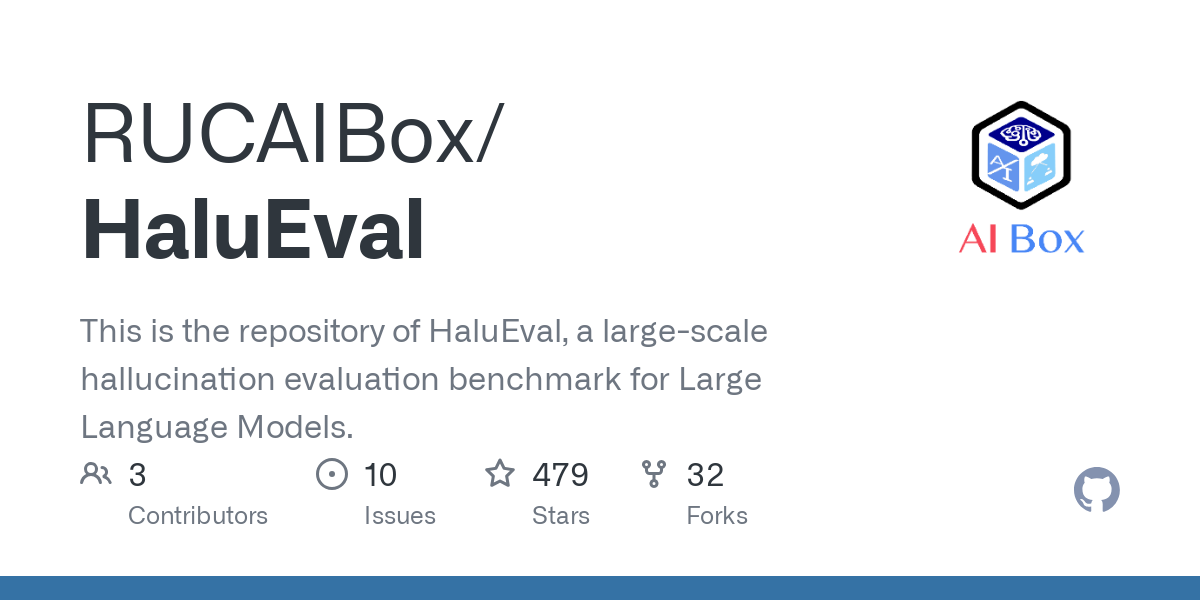 RUCAIBox/
HaluEval
AI
AI Box
This is the repository of HaluEval, a large-scale
hallucination evaluation benchmark for Large
Language Models.
3
10
479
32
Contributors
Issues
Stars
Forks